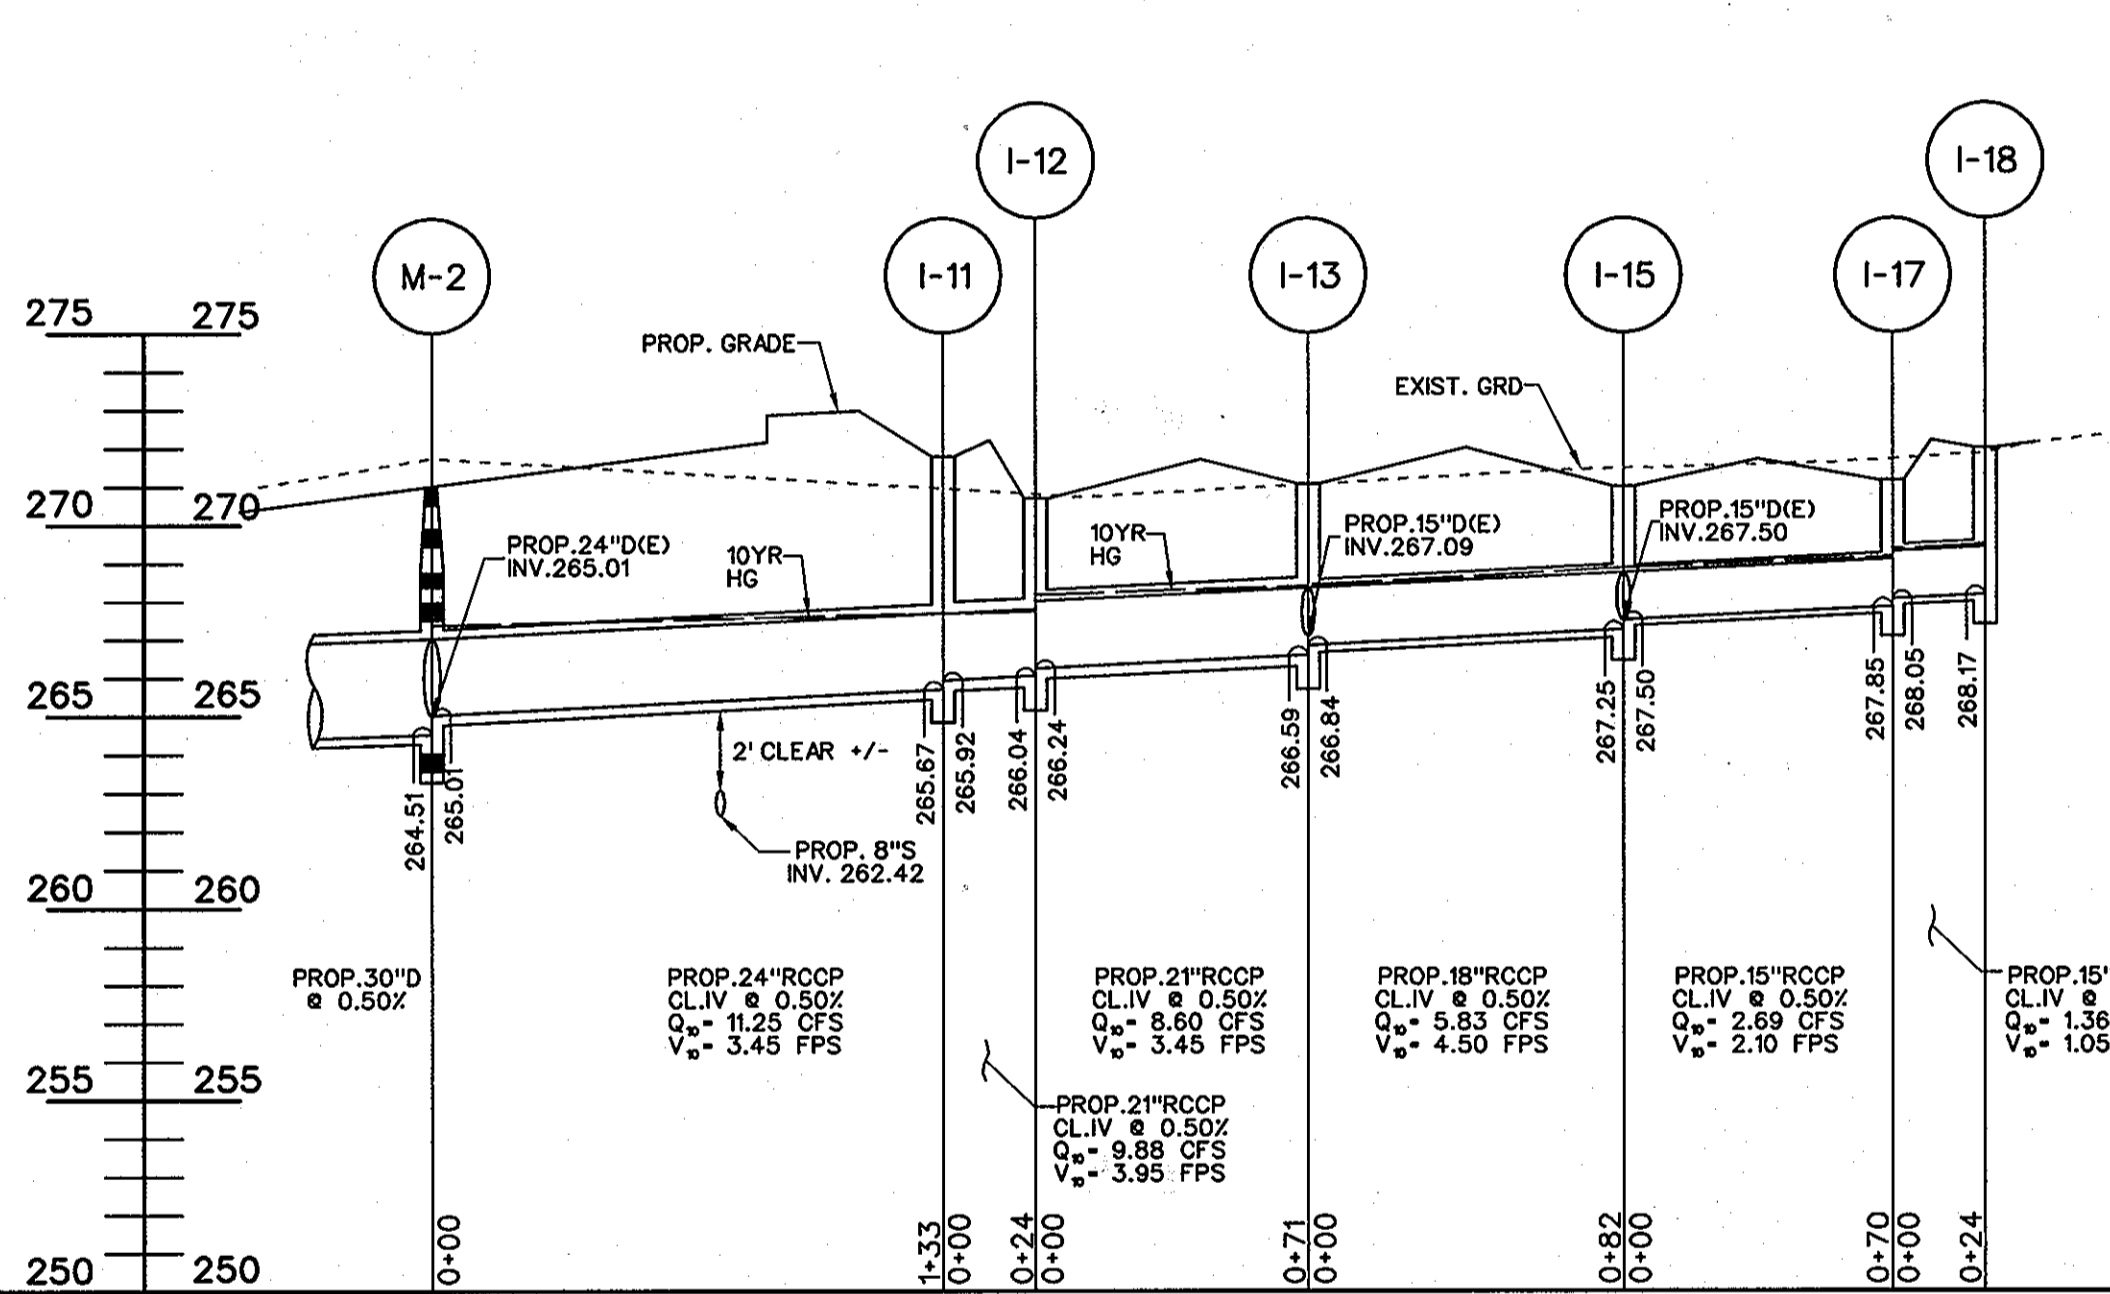 I-12
I-18
M-2
I-11
I-13
I-15
I-17
275 275
PROP. GRADE
EXIST. GRD
270 270
PROP.24"D(E)
INV.265.01
10YR
HG
10YR
HG
PROP.15"D(E)
INV.267.09
PROP.15"D(E)
INV.267.50
265 265
264.51
265.01
2' CLEAR +/-
265.67
265.92
266.04
266.24
266.59
266.84
267.25
267.50
267.85
268.05
268.17
PROP. 8"S
INV. 262.42
260 260
PROP.30"D
@ 0.50%
PROP.24"RCCP
CL.IV @ 0.50%
Q10= 11.25 CFS
V10= 3.45 FPS
PROP.21"RCCP
CL.IV @ 0.50%
Q10= 8.60 CFS
V10= 3.45 FPS
PROP.18"RCCP
CL.IV @ 0.50%
Q10= 5.83 CFS
V10= 4.50 FPS
PROP.15"RCCP
CL.IV @ 0.50%
Q10= 2.69 CFS
V10= 2.10 FPS
PROP.15"
CL.IV @
Q10= 1.36
V10= 1.05
255 255
PROP.21"RCCP
CL.IV @ 0.50%
Q10= 9.88 CFS
V10= 3.95 FPS
250 250
0+00
1+33
0+00
0+24
0+00
0+71
0+00
0+82
0+00
0+70
0+00
0+24